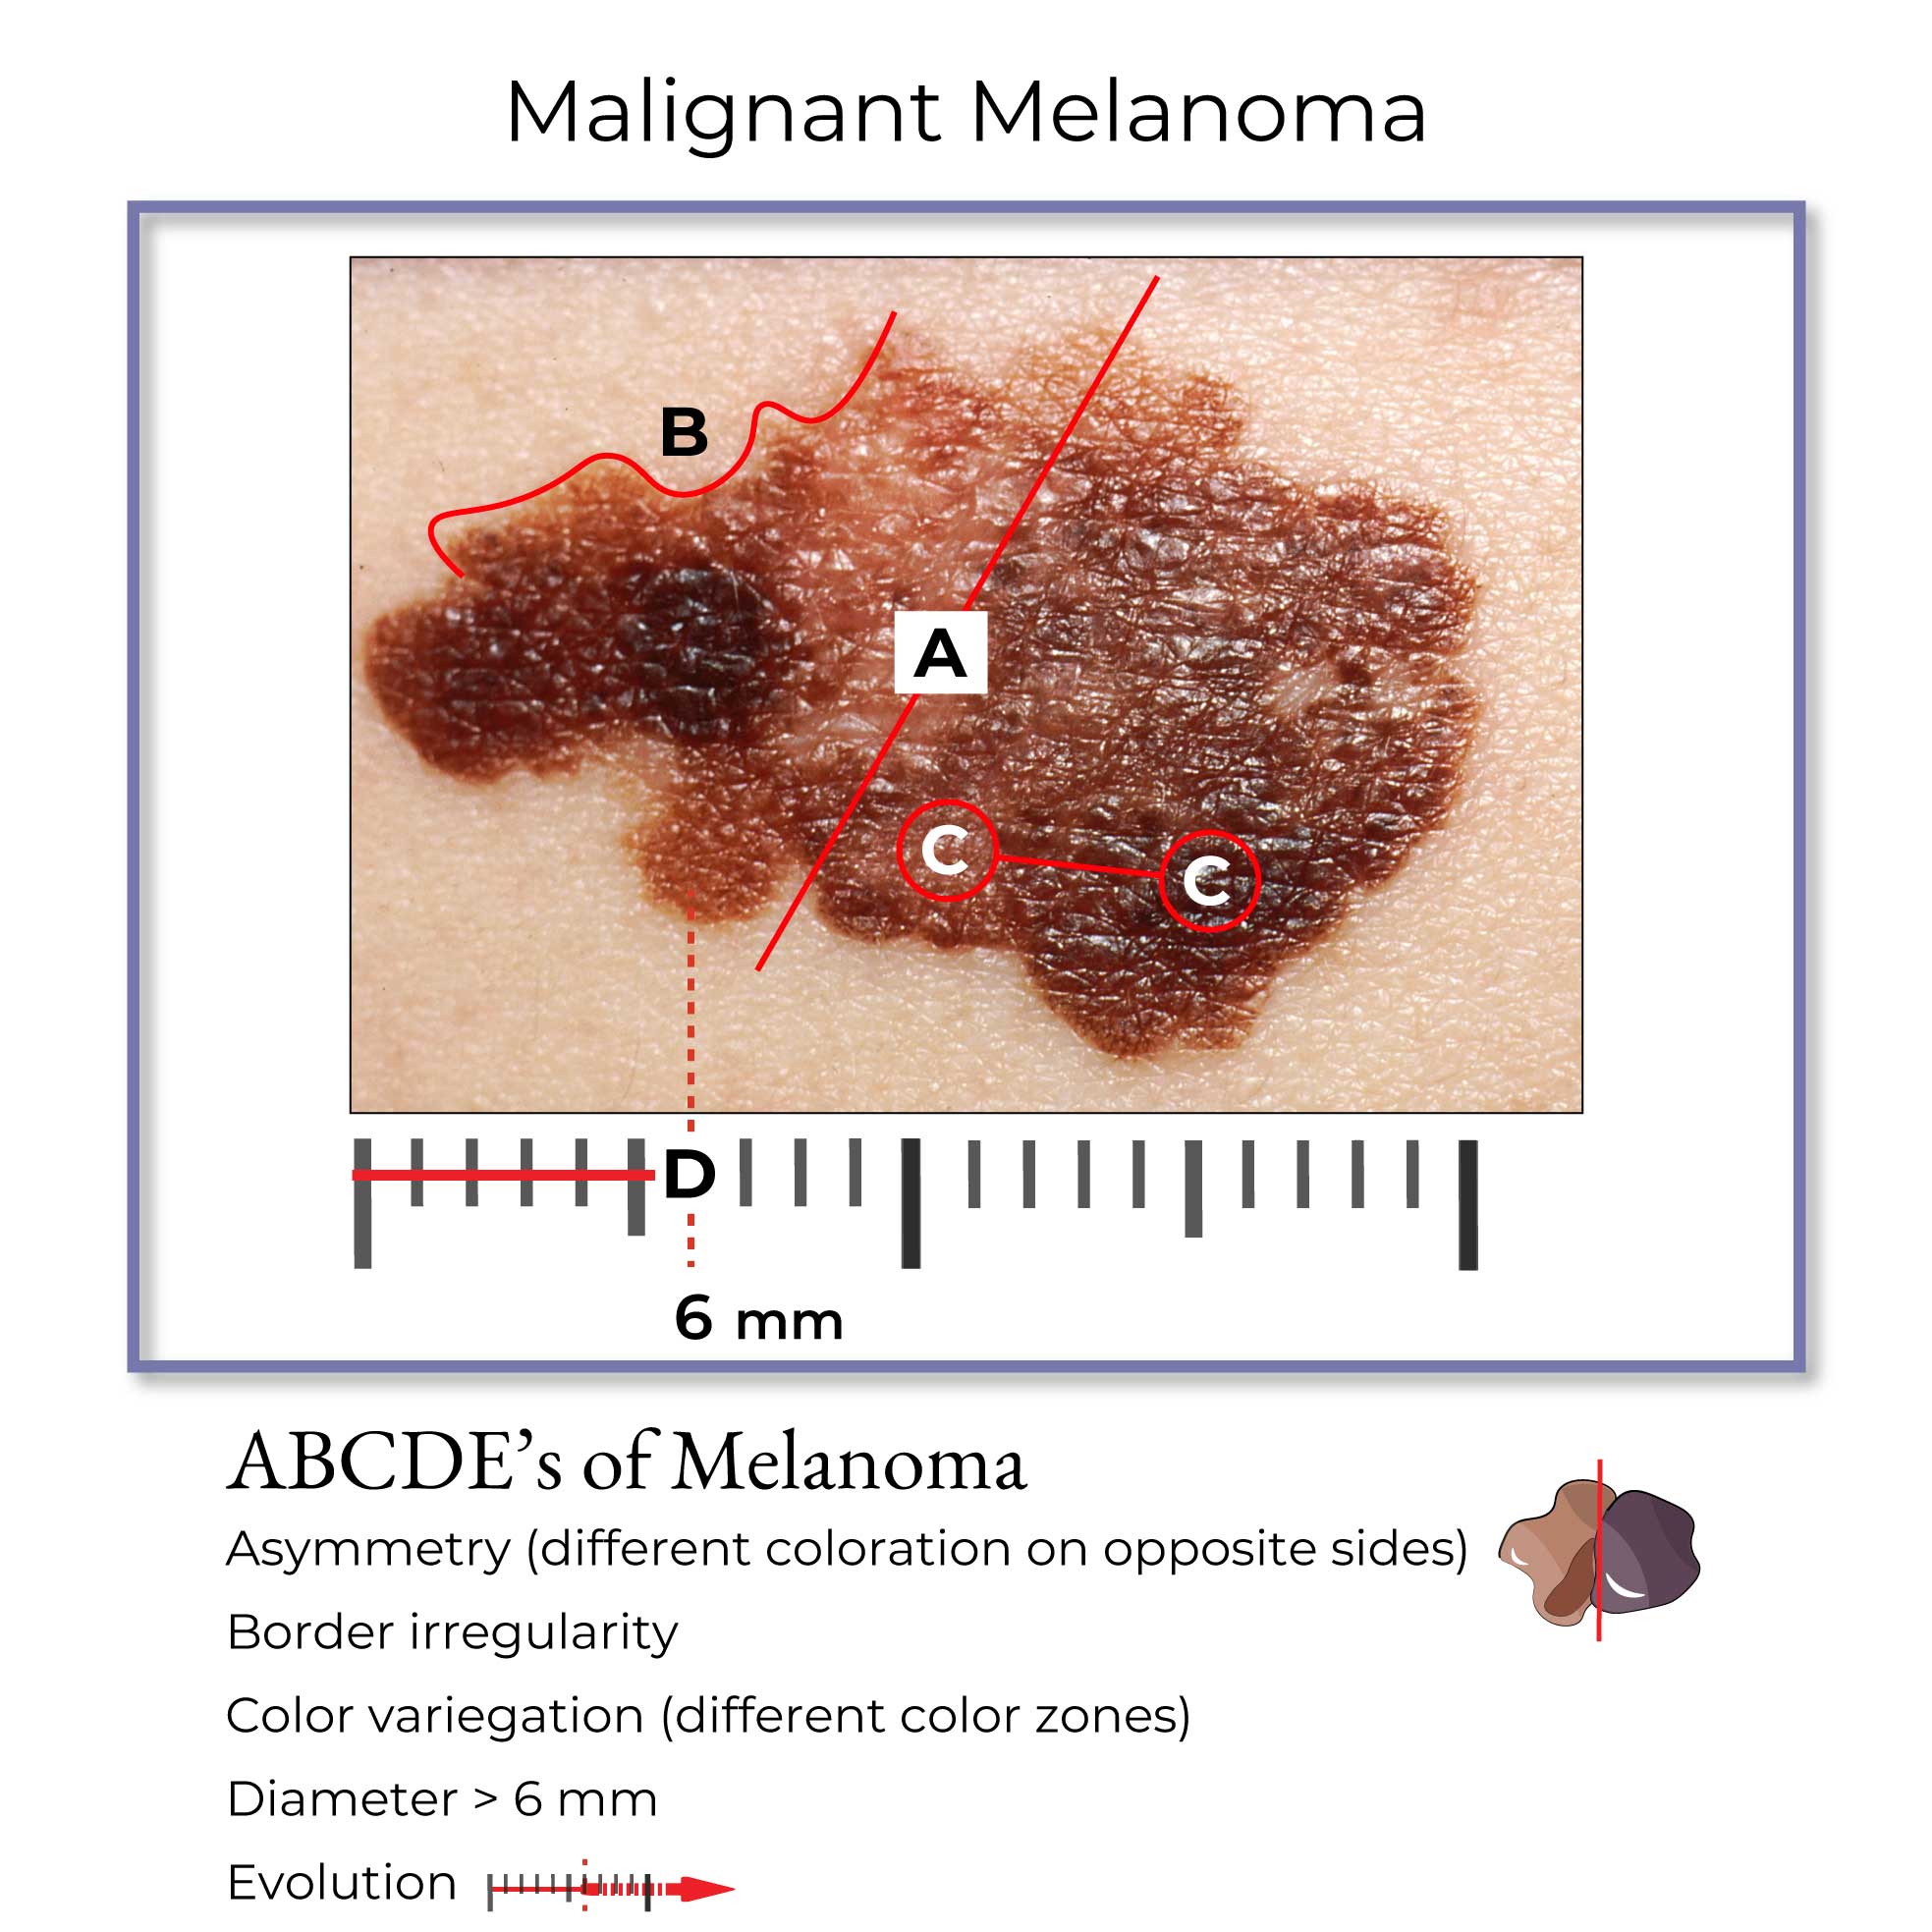 Malignant Melanoma
B
A
C
C
D
6 mm
ABCDE’s of Melanoma
Asymmetry (different coloration on opposite sides)
Border irregularity
Color variegation (different color zones)
Diameter > 6 mm
Evolution